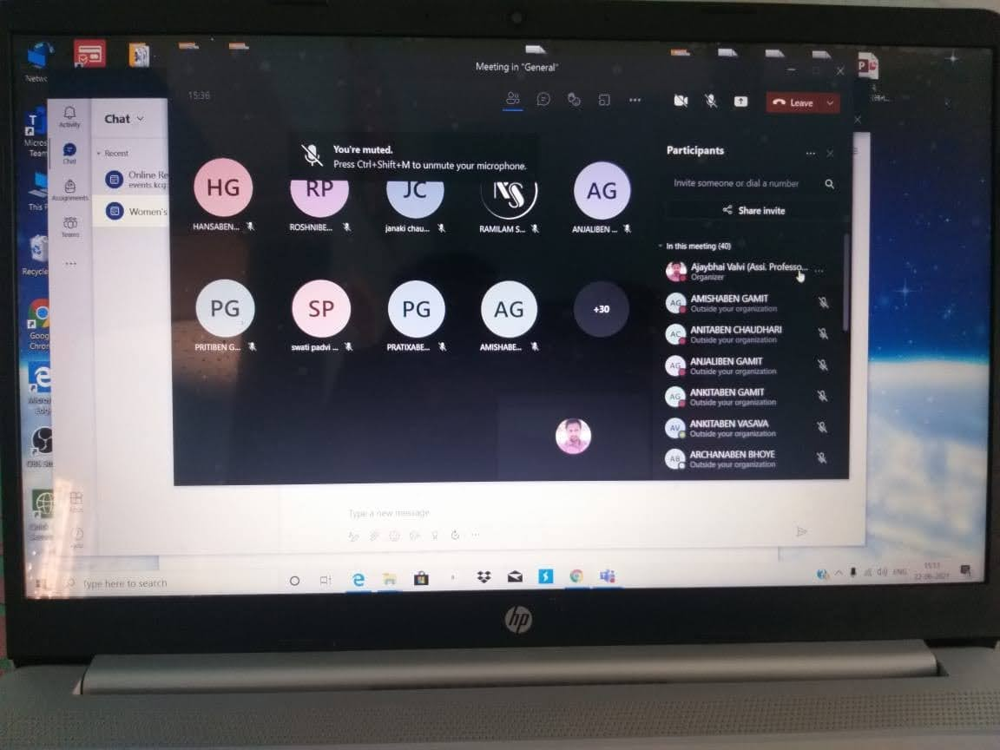 Meeting in "General"
15:36
Leave
You're muted.
Press Ctrl+Shift+M to unmute your microphone.
HG
RP
JC
NS
AG
HANSABEN...
ROSHNIBE...
janaki chau...
RAMILAM S...
ANJALIBEN ...
PG
SP
PG
AG
+30
PRITIBEN G...
swati padvi ...
PRATIXABE...
AMISHABE...
Participants
Invite someone or dial a number
Share invite
In this meeting (40)
Ajaybhai Valvi (Assi. Professo...
Organizer
AG
AMISHABEN GAMIT
Outside your organization
AC
ANITABEN CHAUDHARI
Outside your organization
AG
ANJALIBEN GAMIT
Outside your organization
AG
ANKITABEN GAMIT
Outside your organization
AV
ANKITABEN VASAVA
Outside your organization
AB
ARCHANABEN BHOYE
Outside your organization
Activity
Chat
Assignments
Teams
Chat
Recent
Online Re
events.kcg
Women's
Netwo
Micros
Team
This P
Recycle
Goog
Chron
Micros
Edg
Type a new message
Type here to search
ENG
15:13
22-06-2021
hp